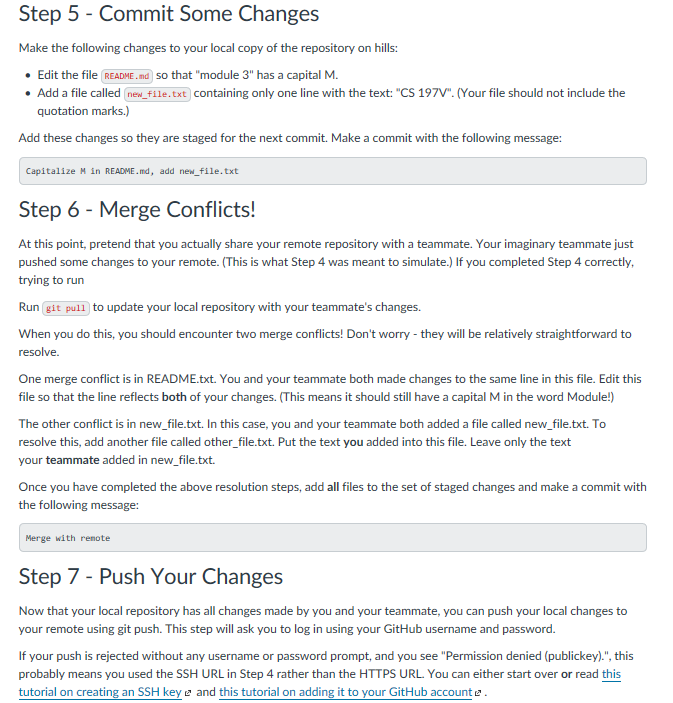 Step 5 - Commit Some Changes
Make the following changes to your local copy of the repository on hills:
Edit the file README.md so that "module 3" has a capital M.
Add a file called new_file.txt containing only one line with the text: "CS 197V". (Your file should not include the
quotation marks.)
Add these changes so they are staged for the next commit. Make a commit with the following message:
Capitalize M in README.md, add new_file.txt
Step 6 - Merge Conflicts!
At this point, pretend that you actually share your remote repository with a teammate. Your imaginary teammate just
pushed some changes to your remote. (This is what Step 4 was meant to simulate.) If you completed Step 4 correctly,
trying to run
Run git pull to update your local repository with your teammate's changes.
When you do this, you should encounter two merge conflicts! Don't worry - they will be relatively straightforward to
resolve.
One merge conflict is in README.txt. You and your teammate both made changes to the same line in this file. Edit this
file so that the line reflects both of your changes. (This means it should still have a capital M in the word Module!)
The other conflict is in new_file.txt. In this case, you and your teammate both added a file called new_file.txt. To
resolve this, add another file called other_file.txt. Put the text you added into this file. Leave only the text
your teammate added in new_file.txt.
Once you have completed the above resolution steps, add all files to the set of staged changes and make a commit with
the following message:
Merge with remote
Step 7 - Push Your Changes
Now that your local repository has all changes made by you and your teammate, you can push your local changes to
your remote using git push. This step will ask you to log in using your GitHub username and password.
If your push is rejected without any username or password prompt, and you see "Permission denied (publickey).", this
probably means you used the SSH URL in Step 4 rather than the HTTPS URL. You can either start over or read this
tutorial on creating an SSH key and this tutorial on adding it to your GitHub account .